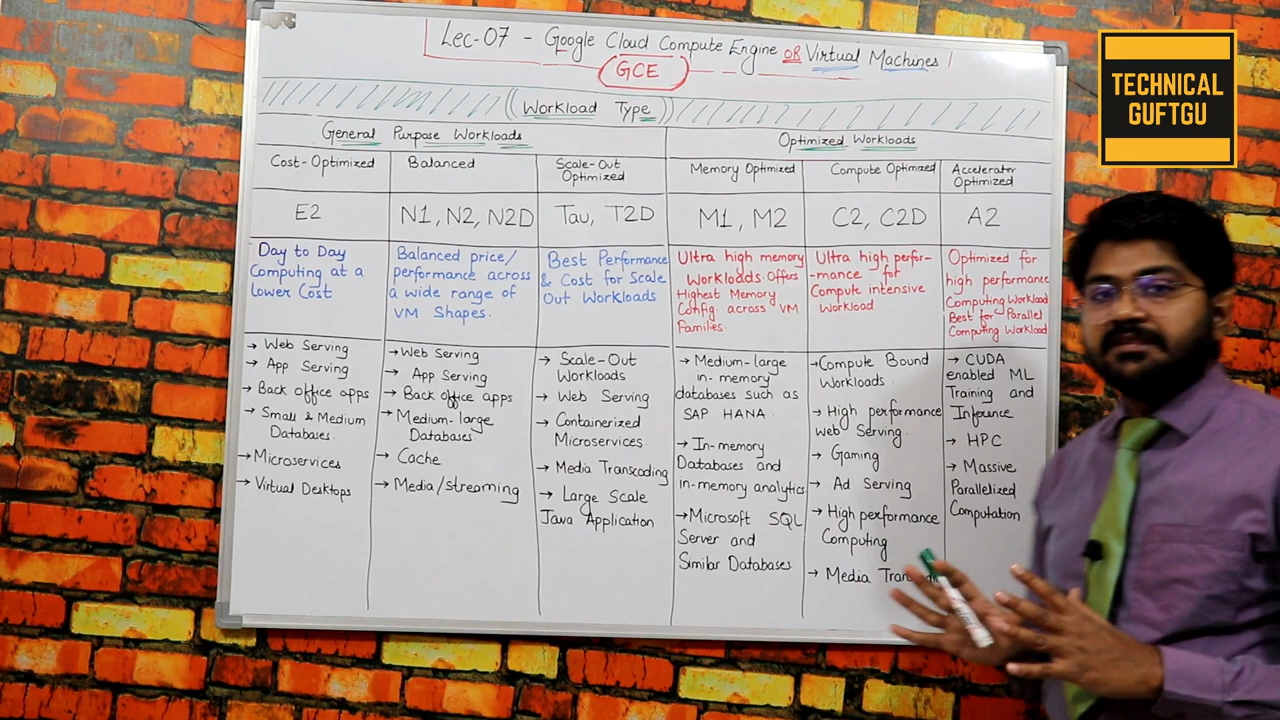 Lec-07 - Google Cloud Compute Engine OR Virtual Machines
GCE
TECHNICAL
GUFTGU
Workload Type
General Purpose Workloads
Optimized Workloads
Cost-Optimized
Balanced
Scale-Out
Optimized
Memory Optimized
Compute Optimized
Accelerator
Optimized
E2
N1, N2, N2D
Tau, T2D
M1, M2
C2, C2D
A2
Day to Day
Computing at a
Lower Cost
Balanced price/
performance across
a wide range of
VM Shapes.
Best Performance
& Cost for Scale
Out Workloads
Ultra high memory
Workloads. Offers
Highest Memory
Config. across VM
Families.
Ultra high perfor-
-mance for
Compute intensive
Workload
Optimized for
high performance
Computing Workload
Best for Parallel
Computing Workload
→ Web Serving
→ App Serving
→ Back office apps
→ Small & Medium
Databases.
→ Microservices
→ Virtual Desktops
→ Web Serving
→ App Serving
→ Back office apps
→ Medium-large
Databases.
→ Cache
→ Media/streaming
→ Scale-Out
Workloads
→ Web Serving
→ Containerized
Microservices.
→ Media Transcoding
→ Large Scale
Java Application
→ Medium-large
in-memory
databases such as
SAP HANA
→ In-memory
Databases and
in-memory analytics
→ Microsoft SQL
Server and
Similar Databases
→ Compute Bound
Workloads.
→ High performance
web Serving.
→ Gaming
→ Ad Serving
→ High performance
Computing
→ Media
→ CUDA
enabled ML
Training and
Inference
→ HPC
→ Massive
Parallelized
Computation